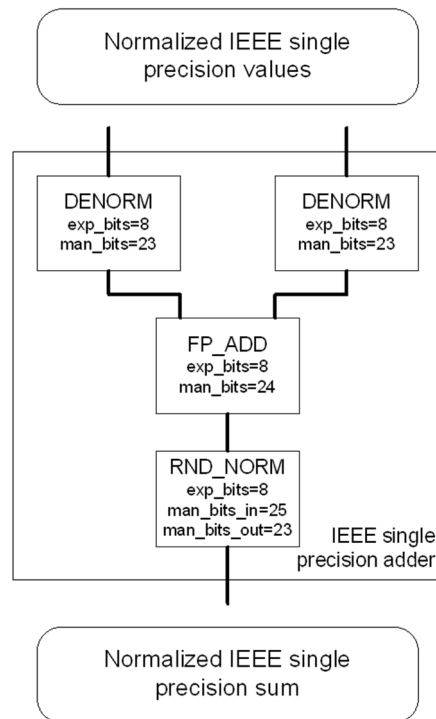 Normalized IEEE single
precision values
DENORM
exp_bits=8
man_bits=23
DENORM
exp_bits=8
man_bits=23
FP_ADD
exp_bits=8
man_bits=24
RND_NORM
exp_bits=8
man_bits_in=25
man_bits_out=23
IEEE single
precision adder
Normalized IEEE single
precision sum